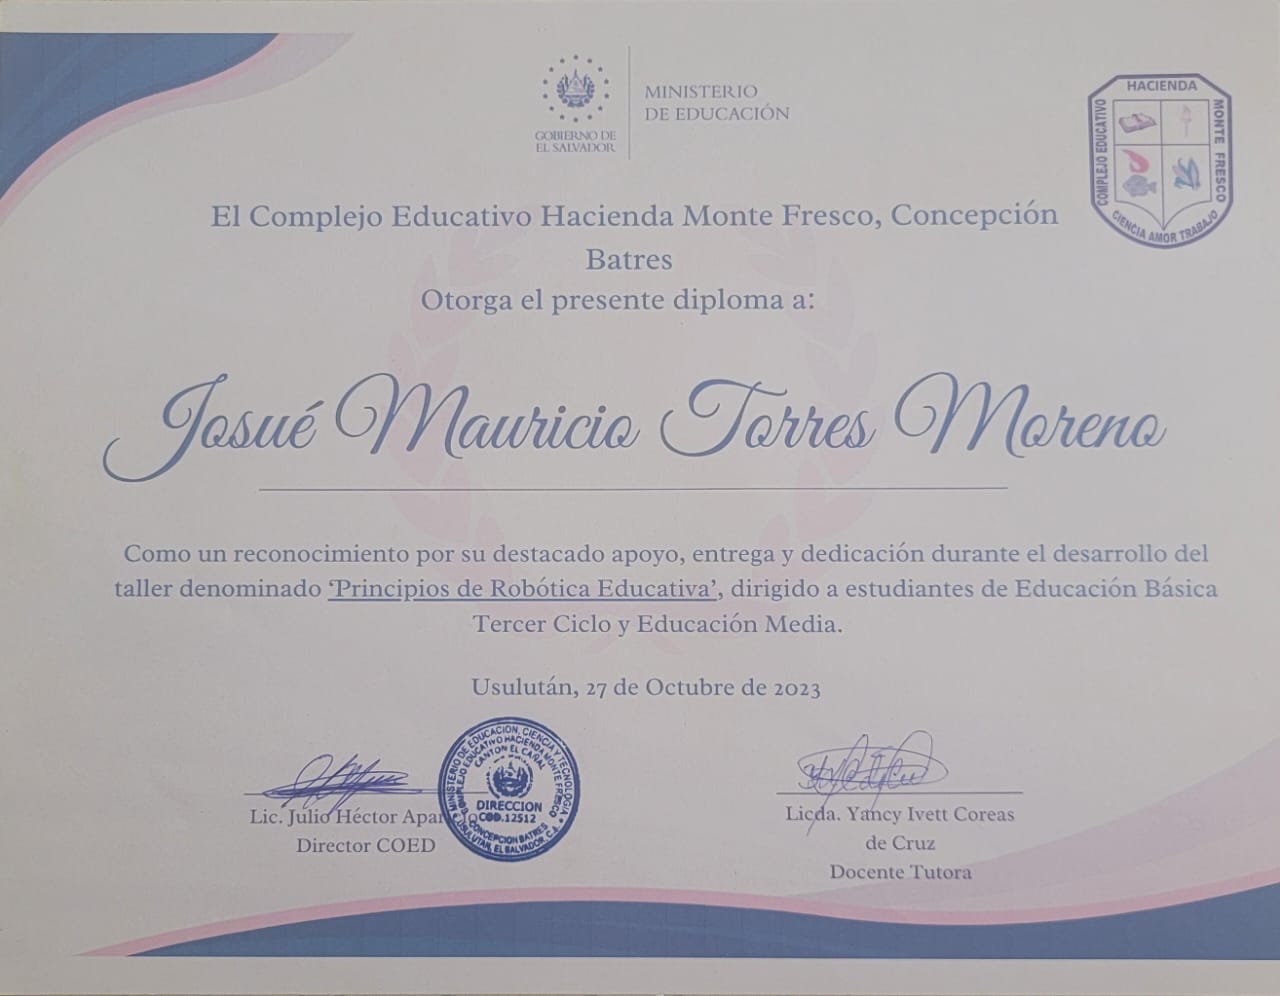 GOBIERNO DE
EL SALVADOR
MINISTERIO
DE EDUCACIÓN
HACIENDA
COMPLEJO EDUCATIVO
MONTE FRESCO
CIENCIA AMOR TRABAJO
El Complejo Educativo Hacienda Monte Fresco, Concepción
Batres
Otorga el presente diploma a:
Josué Mauricio Torres Moreno
Como un reconocimiento por su destacado apoyo, entrega y dedicación durante el desarrollo del
taller denominado ‘Principios de Robótica Educativa’, dirigido a estudiantes de Educación Básica
Tercer Ciclo y Educación Media.
Usulután, 27 de Octubre de 2023
Lic. Julio Héctor
Director COED
MINISTERIO DE EDUCACION, CIENCIA Y TECNOLOGIA
COMPLEJO EDUCATIVO HACIENDA MONTE FRESCO
CANTON EL CAÑAL
DIRECCION
COD.12512
CONCEPCION BATRES
USULUTAN, EL SALVADOR, C.A.
Licda. Yancy Ivett Coreas
de Cruz
Docente Tutora